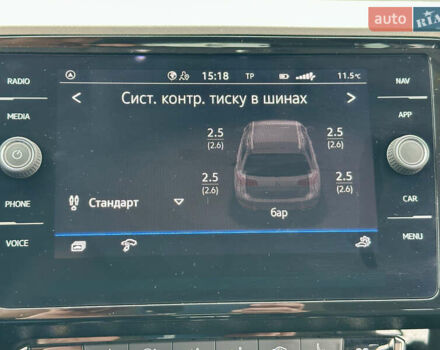 AUTO RIA
RADIO
15:18 TP 11.5°C
NAV
Сист. контр. тиску в шинах
MEDIA
APP
2.5 2.5
(2.6) (2.6)
2.5 2.5
(2.6) (2.6)
PHONE
Стандарт
CAR
бар
VOICE
MENU